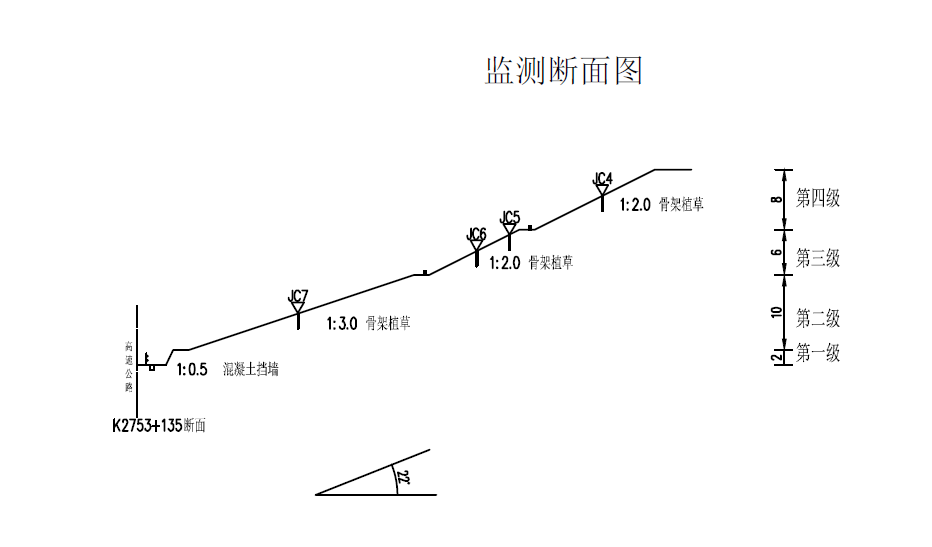 监测断面图
JC4
1:2.0 骨架植草
8
第四级
JC5
JC6
1:2.0 骨架植草
6
第三级
JC7
1:3.0 骨架植草
10
第二级
高速公路
1:0.5 混凝土挡墙
2
第一级
K2753+135断面
22°